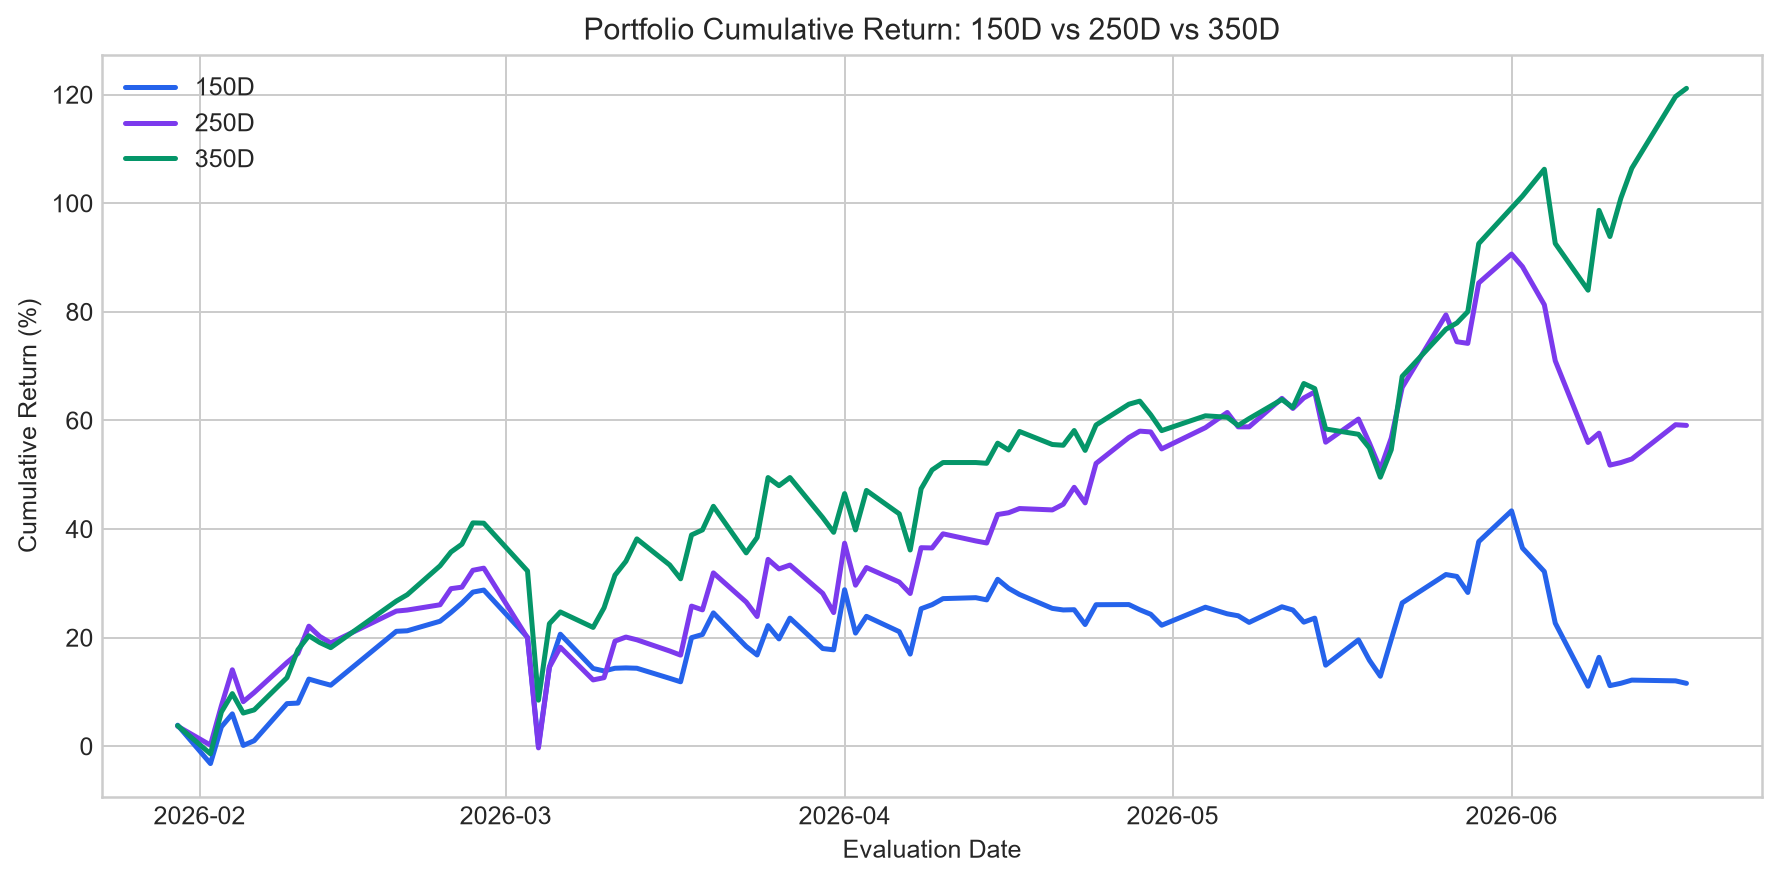 Portfolio Cumulative Return: 150D vs 250D vs 350D
150D
250D
350D
Cumulative Return (%)
120
100
80
60
40
20
0
2026-02 2026-03 2026-04 2026-05 2026-06
Evaluation Date